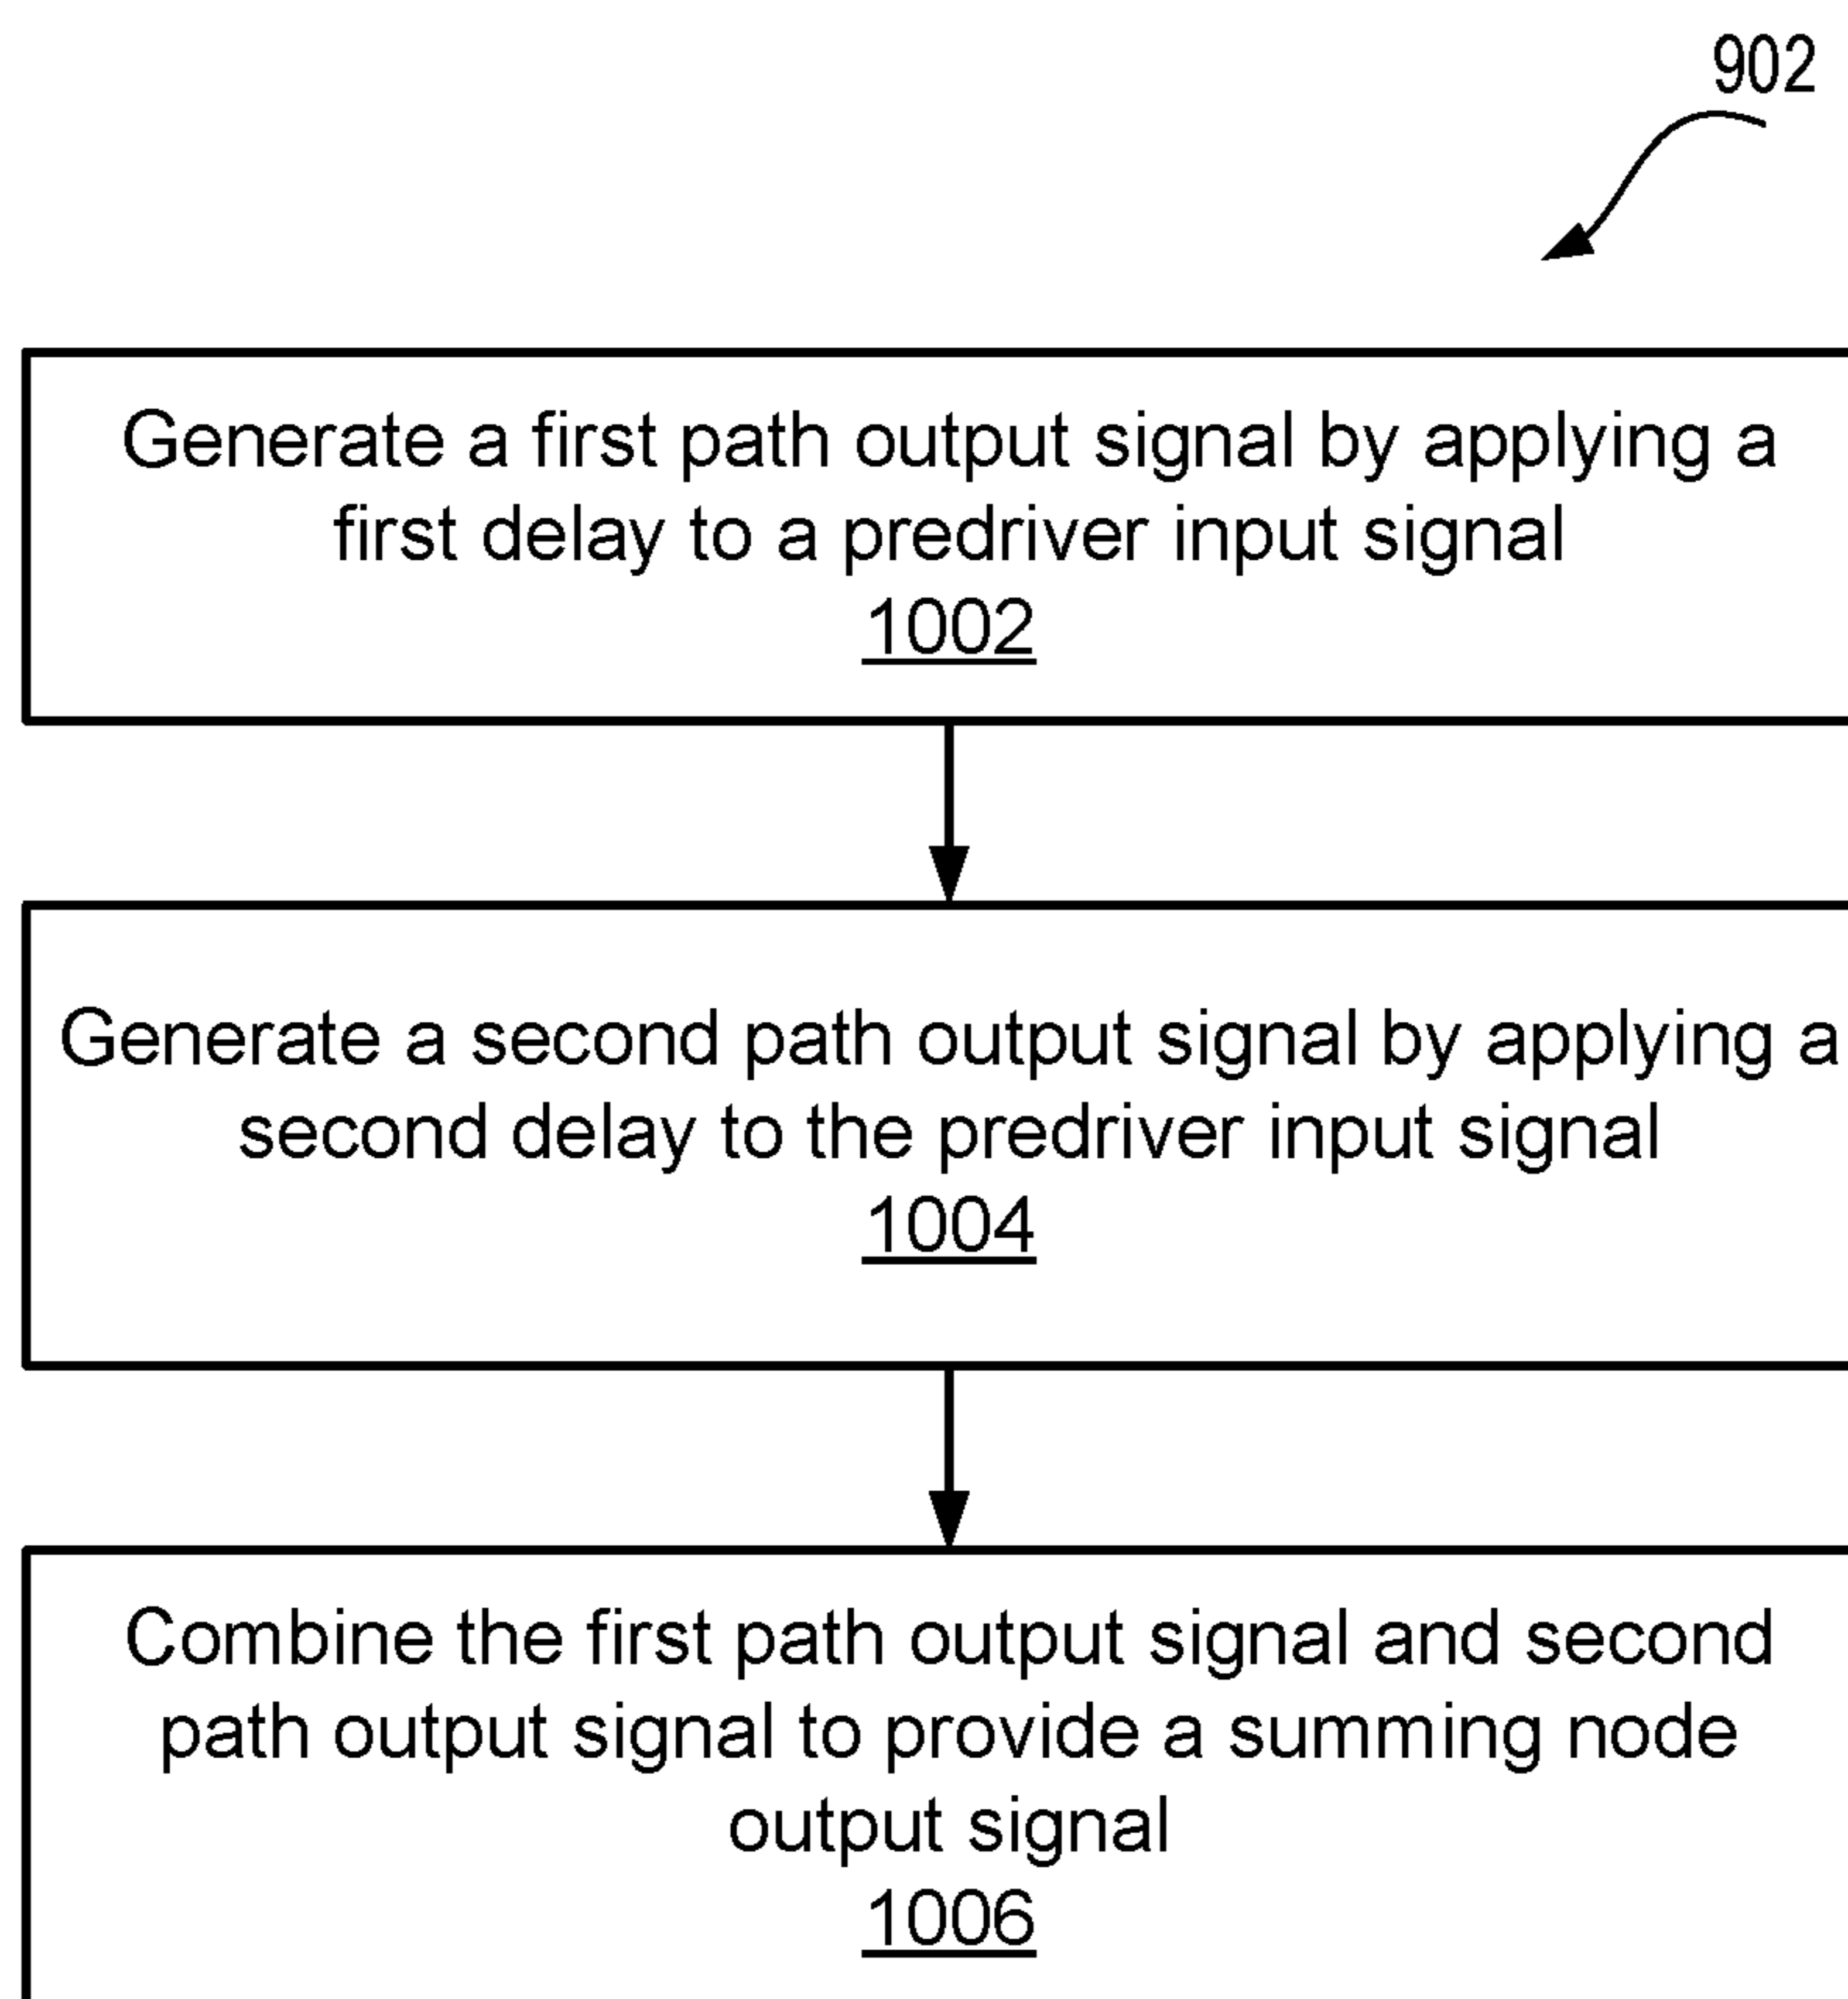 902
Generate a first path output signal by applying a
first delay to a predriver input signal
1002
Generate a second path output signal by applying a
second delay to the predriver input signal
1004
Combine the first path output signal and second
path output signal to provide a summing node
output signal
1006